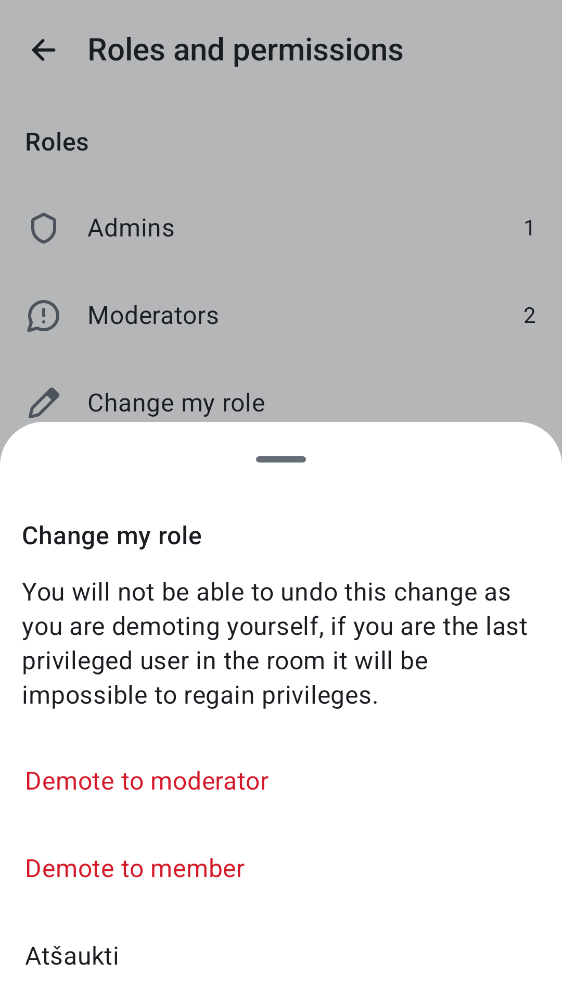 Roles and permissions
Roles
Admins 1
Moderators 2
Change my role
Change my role
You will not be able to undo this change as
you are demoting yourself, if you are the last
privileged user in the room it will be
impossible to regain privileges.
Demote to moderator
Demote to member
Atšaukti